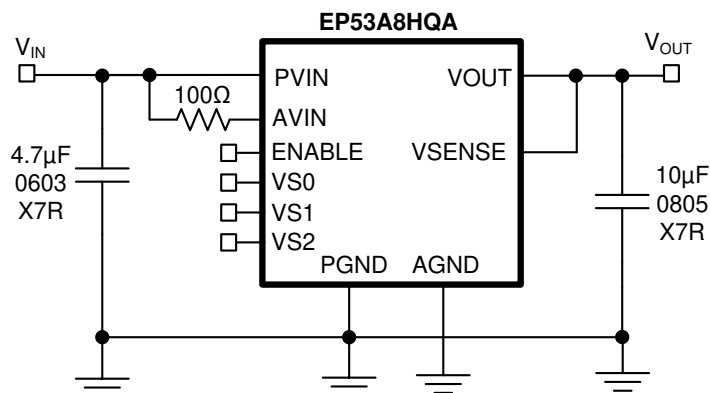 EP53A8HQA
VIN
VOUT
PVIN
VOUT
100Ω
AVIN
4.7µF
0603
X7R
ENABLE
VSENSE
VS0
VS1
VS2
10µF
0805
X7R
PGND
AGND